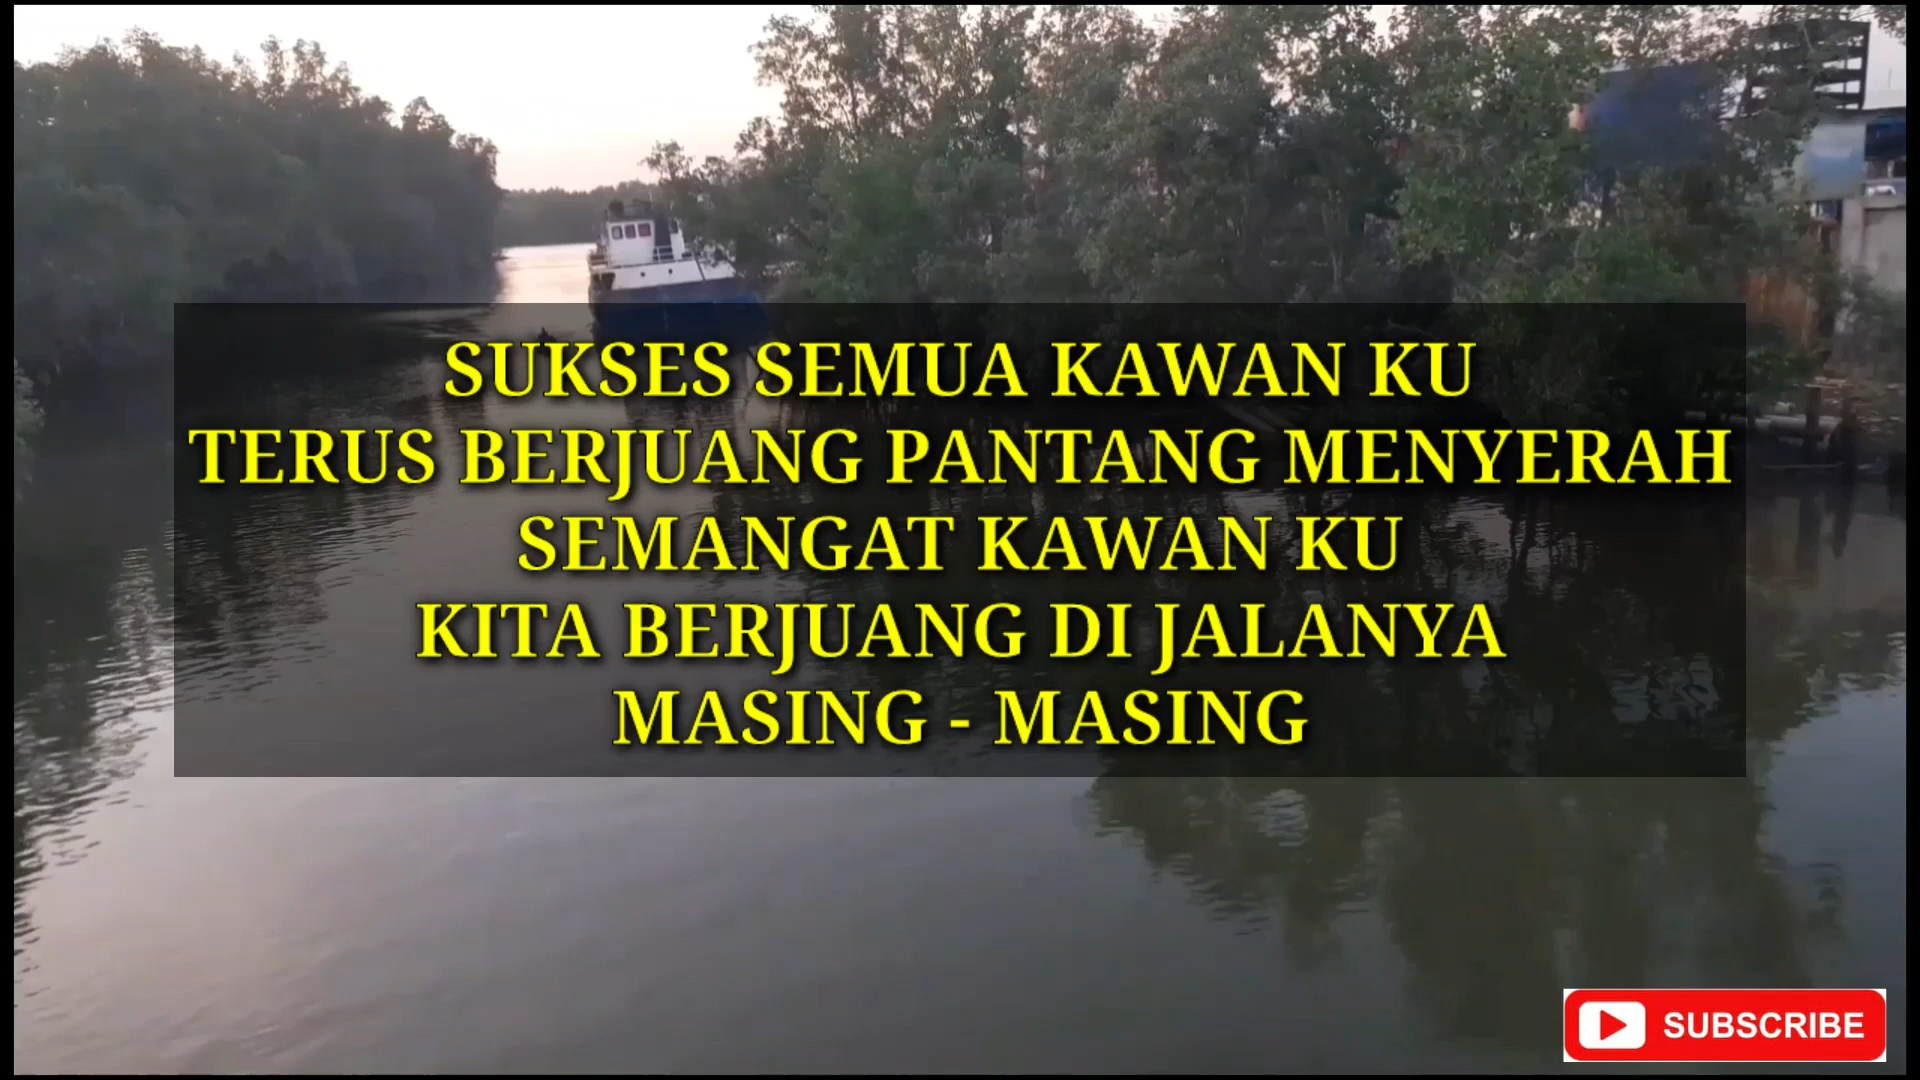 SUKSES SEMUA KAWAN KU
TERUS BERJUANG PANTANG MENYERAH
SEMANGAT KAWAN KU
KITA BERJUANG DI JALANYA
MASING - MASING
SUBSCRIBE